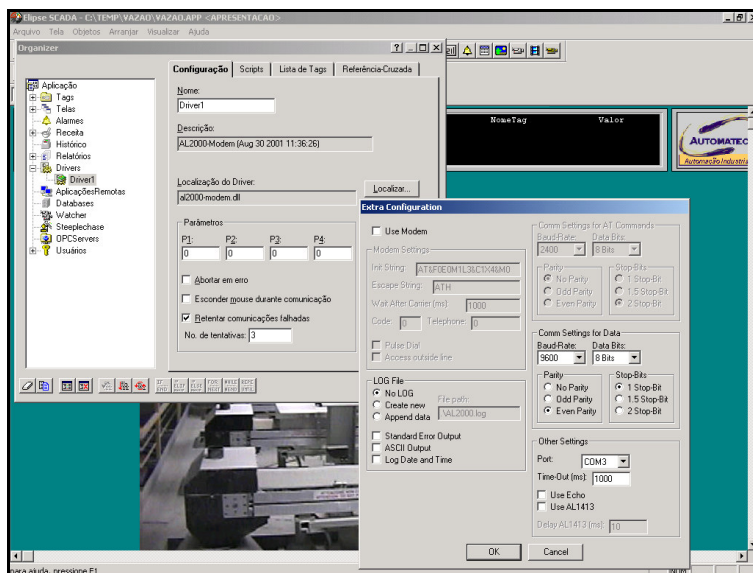 Elipse SCADA - C:\TEMP\VAZAO\VAZAO.APP <APRESENTACAO>
Arquivo Tela Objetos Arranjar Visualizar Ajuda
Organizer
Aplicação
Tags
Telas
Alarmes
Receita
Histórico
Relatórios
Drivers
Driver1
AplicaçõesRemotas
Databases
Watcher
Steeplechase
OPCServers
Usuários
Configuração Scripts Lista de Tags Referência-Cruzada
Nome:
Driver1
Descrição:
AL2000-Modem (Aug 30 2001 11:36:26)
Localização do Driver:
al2000-modem.dll Localizar...
Parâmetros
P1: P2: P3: P4:
0 0 0 0
Abortar em erro
Esconder mouse durante comunicação
Retentar comunicações falhadas
No. de tentativas: 3
NomeTag Valor
AUTOMATEC
Automação Industria
Extra Configuration
Use Modem
Modem Settings
Init String: AT&F0E0M1L3&C1X4&M0
Escape String: ATH
Wait After Carrier (ms): 1000
Code: 0 Telephone: 0
Pulse Dial
Access outside line
LOG File
No LOG
Create new
Append data
File path:
.\AL2000.log
Standard Error Output
ASCII Output
Log Date and Time
Comm Settings for AT Commands
Baud-Rate: Data Bits:
2400 8 Bits
Parity
No Parity
Odd Parity
Even Parity
Stop-Bits
1 Stop-Bit
1.5 Stop-Bit
2 Stop-Bit
Comm Settings for Data
Baud-Rate: Data Bits:
9600 8 Bits
Parity
No Parity
Odd Parity
Even Parity
Stop-Bits
1 Stop-Bit
1.5 Stop-Bit
2 Stop-Bit
Other Settings
Port: COM3
Time-Out (ms): 1000
Use Echo
Use AL1413
Delay AL1413 (ms): 10
OK Cancel
para ajuda, pressione F1
NUM